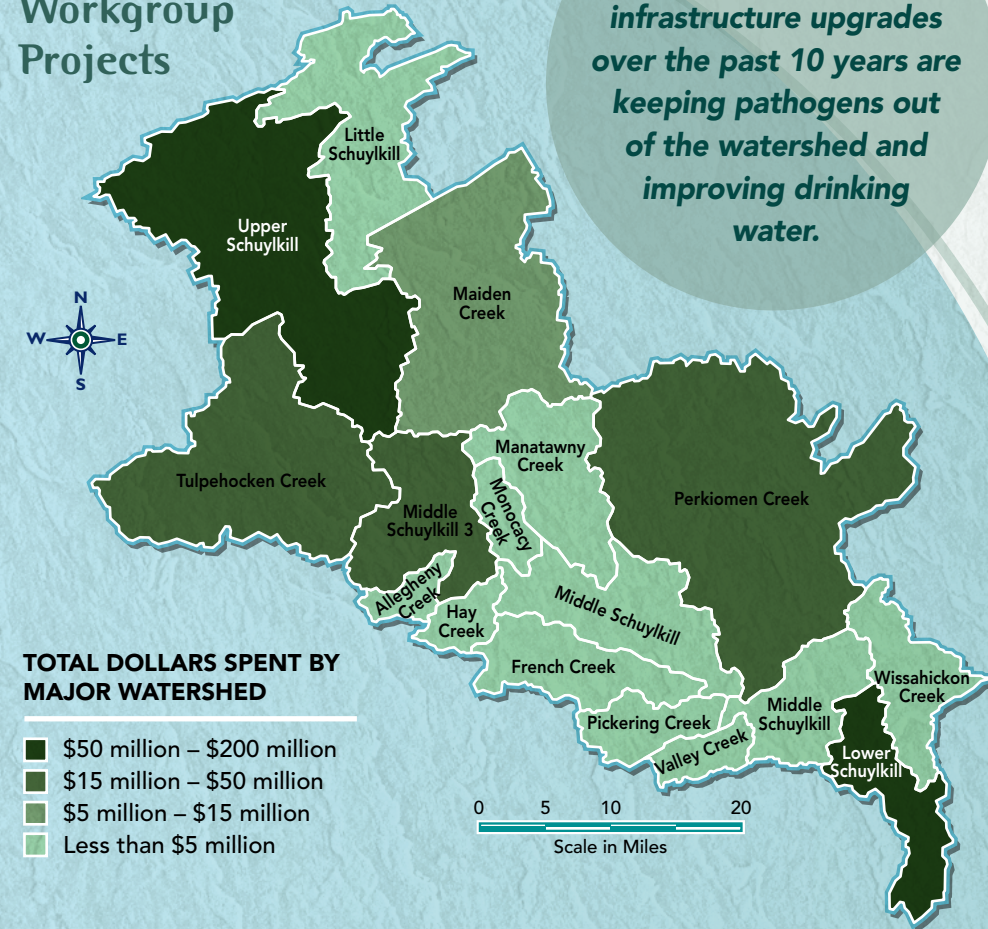 Workgroup
Projects
infrastructure upgrades
over the past 10 years are
keeping pathogens out
of the watershed and
improving drinking
water.
Little
Schuylkill
Upper
Schuylkill
Maiden
Creek
N
W
E
S
Manatawny
Creek
Tulpehocken Creek
Monocacy
Creek
Perkiomen Creek
Middle
Schuylkill 3
Allegheny
Creek
Hay
Creek
Middle Schuylkill
French Creek
Wissahickon
Creek
Pickering Creek
Middle
Schuylkill
Valley Creek
Lower
Schuylkill
TOTAL DOLLARS SPENT BY
MAJOR WATERSHED
$50 million – $200 million
$15 million – $50 million
$5 million – $15 million
Less than $5 million
0 5 10 20
Scale in Miles